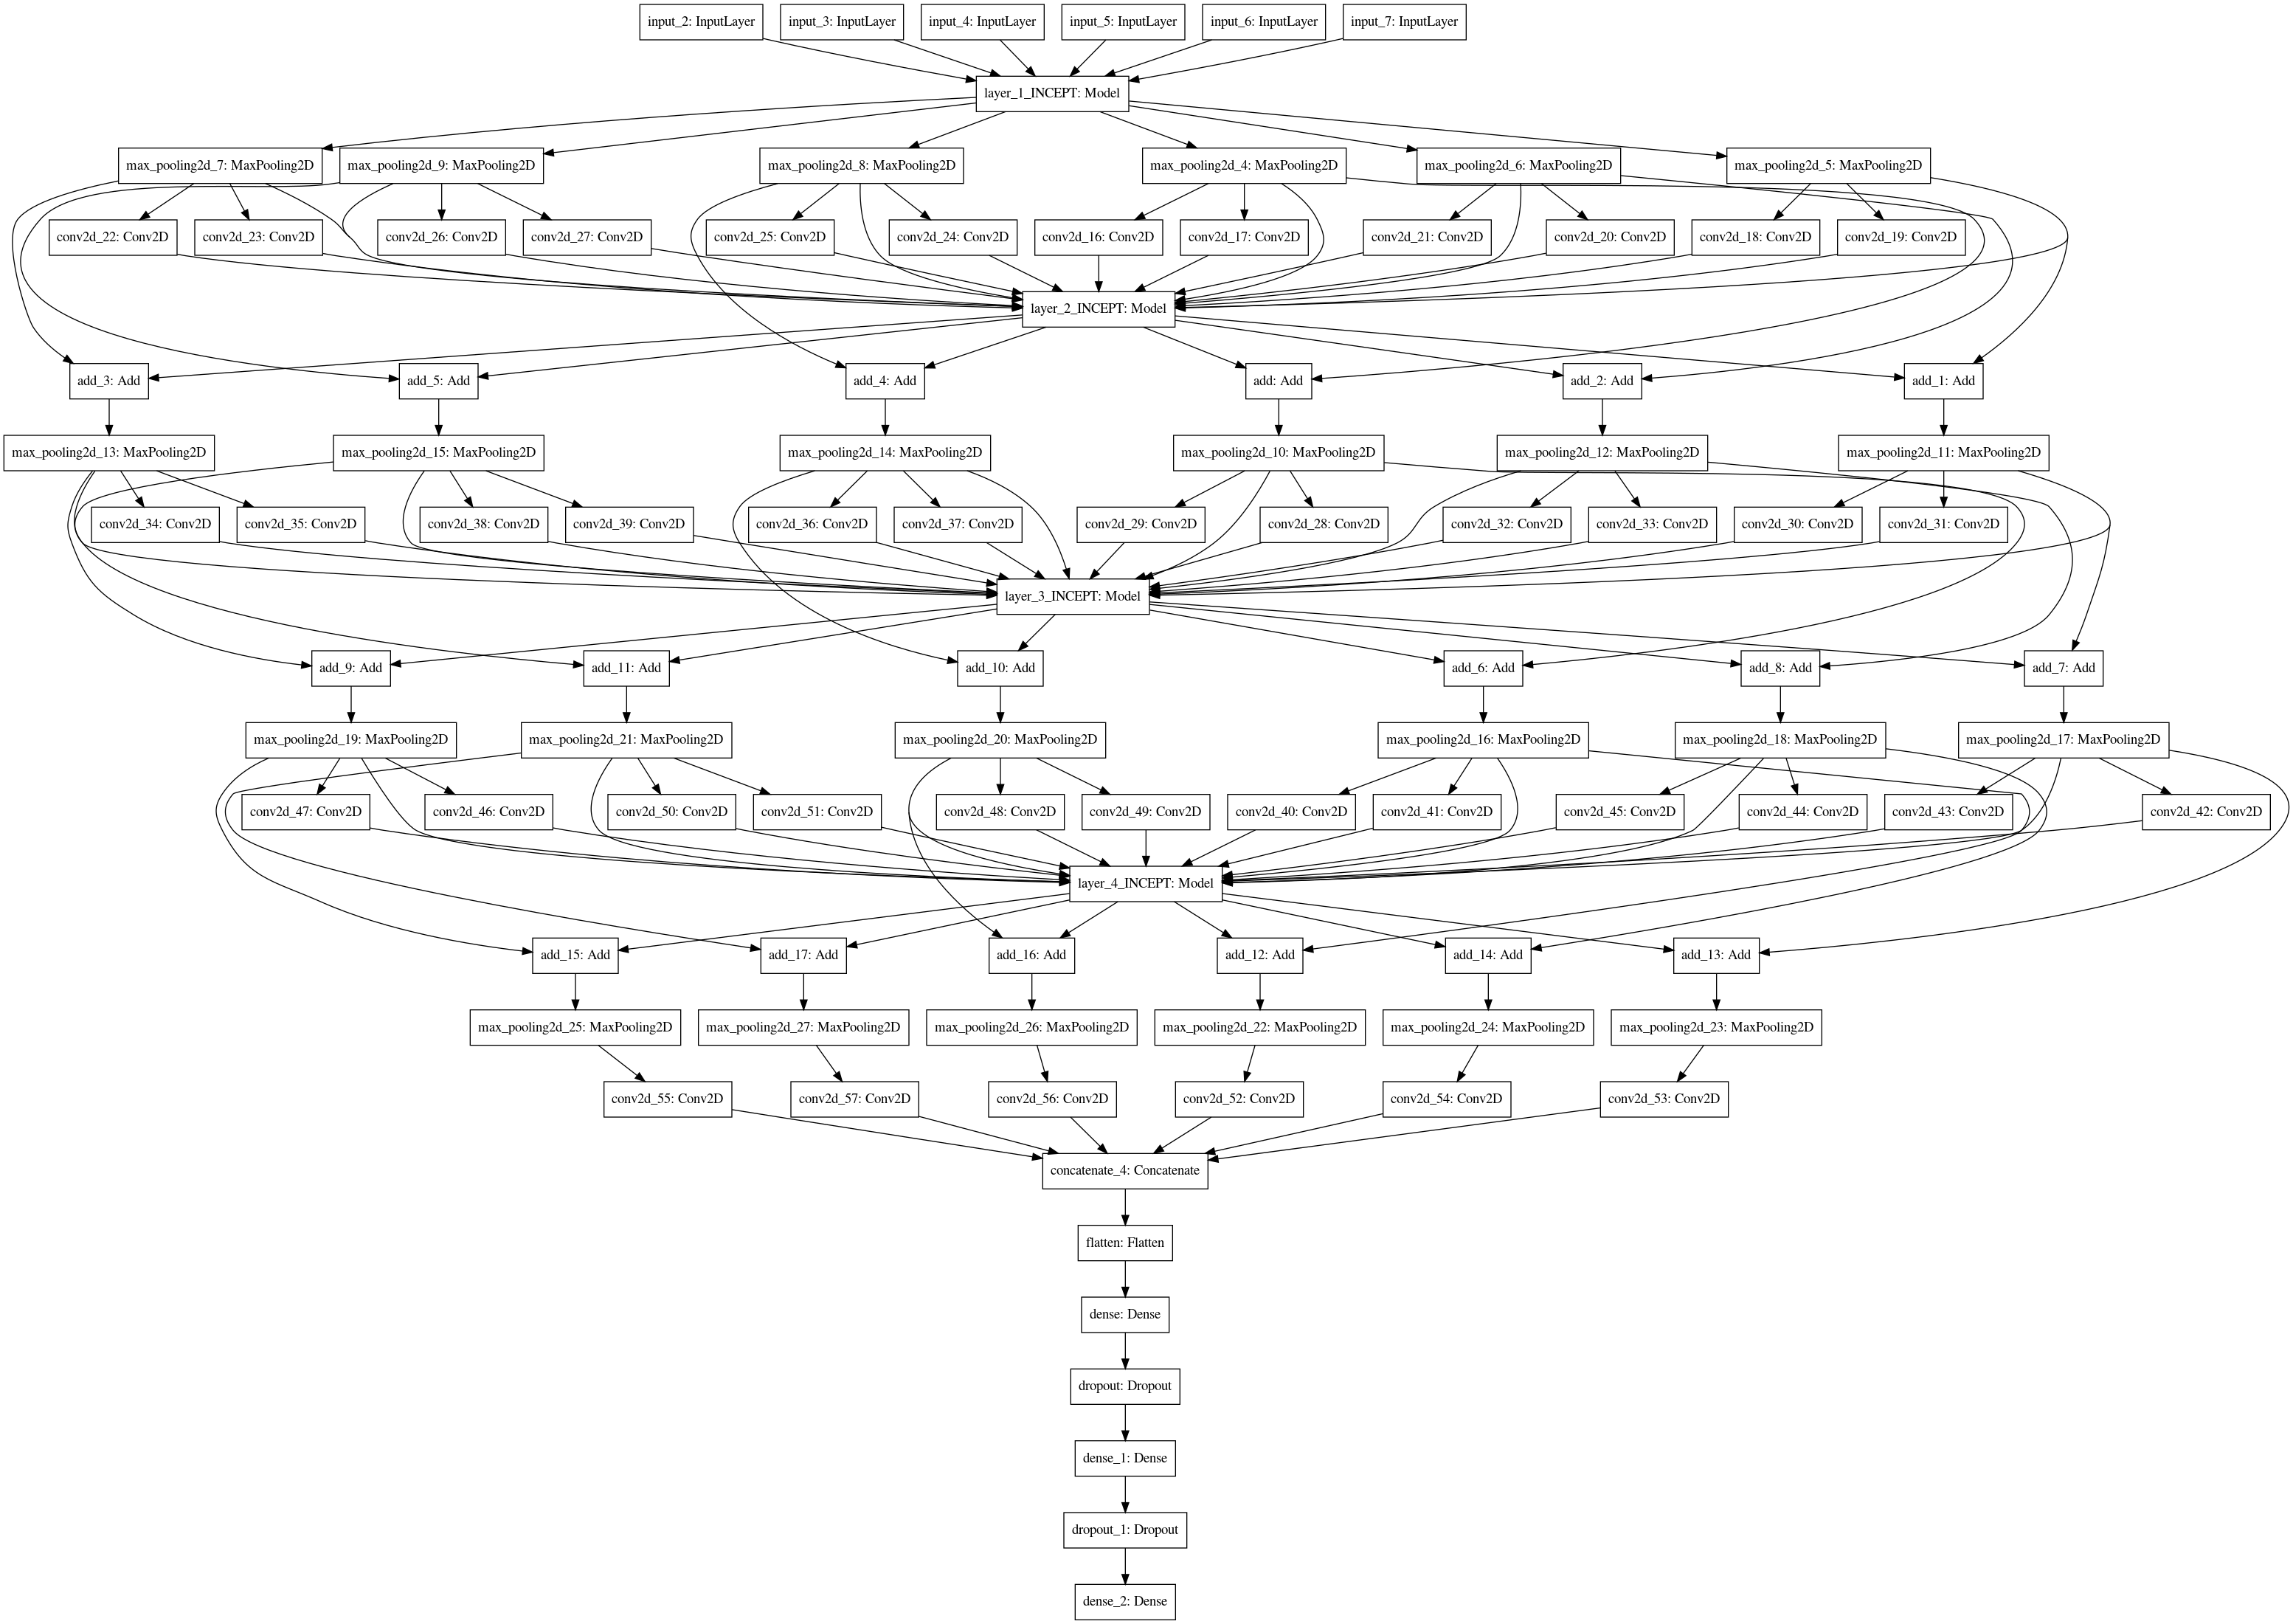 input_2: InputLayer
input_3: InputLayer
input_4: InputLayer
input_5: InputLayer
input_6: InputLayer
input_7: InputLayer
layer_1_INCEPT: Model
max_pooling2d_7: MaxPooling2D
max_pooling2d_9: MaxPooling2D
max_pooling2d_8: MaxPooling2D
max_pooling2d_4: MaxPooling2D
max_pooling2d_6: MaxPooling2D
max_pooling2d_5: MaxPooling2D
conv2d_22: Conv2D
conv2d_23: Conv2D
conv2d_26: Conv2D
conv2d_27: Conv2D
conv2d_25: Conv2D
conv2d_24: Conv2D
conv2d_16: Conv2D
conv2d_17: Conv2D
conv2d_21: Conv2D
conv2d_20: Conv2D
conv2d_18: Conv2D
conv2d_19: Conv2D
layer_2_INCEPT: Model
add_3: Add
add_5: Add
add_4: Add
add: Add
add_2: Add
add_1: Add
max_pooling2d_13: MaxPooling2D
max_pooling2d_15: MaxPooling2D
max_pooling2d_14: MaxPooling2D
max_pooling2d_10: MaxPooling2D
max_pooling2d_12: MaxPooling2D
max_pooling2d_11: MaxPooling2D
conv2d_34: Conv2D
conv2d_35: Conv2D
conv2d_38: Conv2D
conv2d_39: Conv2D
conv2d_36: Conv2D
conv2d_37: Conv2D
conv2d_29: Conv2D
conv2d_28: Conv2D
conv2d_32: Conv2D
conv2d_33: Conv2D
conv2d_30: Conv2D
conv2d_31: Conv2D
layer_3_INCEPT: Model
add_9: Add
add_11: Add
add_10: Add
add_6: Add
add_8: Add
add_7: Add
max_pooling2d_19: MaxPooling2D
max_pooling2d_21: MaxPooling2D
max_pooling2d_20: MaxPooling2D
max_pooling2d_16: MaxPooling2D
max_pooling2d_18: MaxPooling2D
max_pooling2d_17: MaxPooling2D
conv2d_47: Conv2D
conv2d_46: Conv2D
conv2d_50: Conv2D
conv2d_51: Conv2D
conv2d_48: Conv2D
conv2d_49: Conv2D
conv2d_40: Conv2D
conv2d_41: Conv2D
conv2d_45: Conv2D
conv2d_44: Conv2D
conv2d_43: Conv2D
conv2d_42: Conv2D
layer_4_INCEPT: Model
add_15: Add
add_17: Add
add_16: Add
add_12: Add
add_14: Add
add_13: Add
max_pooling2d_25: MaxPooling2D
max_pooling2d_27: MaxPooling2D
max_pooling2d_26: MaxPooling2D
max_pooling2d_22: MaxPooling2D
max_pooling2d_24: MaxPooling2D
max_pooling2d_23: MaxPooling2D
conv2d_55: Conv2D
conv2d_57: Conv2D
conv2d_56: Conv2D
conv2d_52: Conv2D
conv2d_54: Conv2D
conv2d_53: Conv2D
concatenate_4: Concatenate
flatten: Flatten
dense: Dense
dropout: Dropout
dense_1: Dense
dropout_1: Dropout
dense_2: Dense